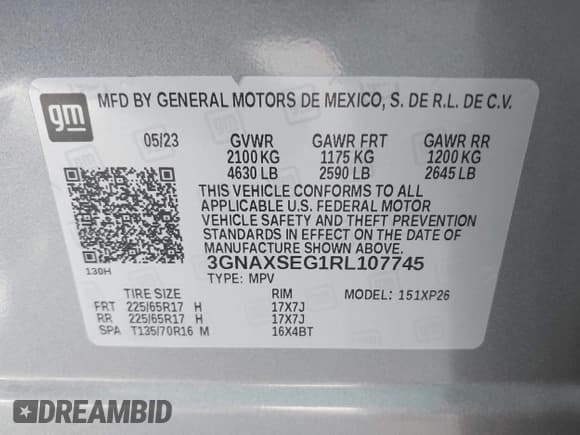 gm
MFD BY GENERAL MOTORS DE MEXICO, S. DE R.L. DE C.V.
05/23 GVWR GAWR FRT GAWR RR
2100 KG 1175 KG 1200 KG
4630 LB 2590 LB 2645 LB
THIS VEHICLE CONFORMS TO ALL
APPLICABLE U.S. FEDERAL MOTOR
VEHICLE SAFETY AND THEFT PREVENTION
STANDARDS IN EFFECT ON THE DATE OF
MANUFACTURE SHOWN ABOVE.
130H 3GNAXSEG1RL107745
TYPE: MPV
TIRE SIZE RIM MODEL: 151XP26
FRT 225/65R17 H 17X7J
RR 225/65R17 H 17X7J
SPA T135/70R16 M 16X4BT
DREAMBID